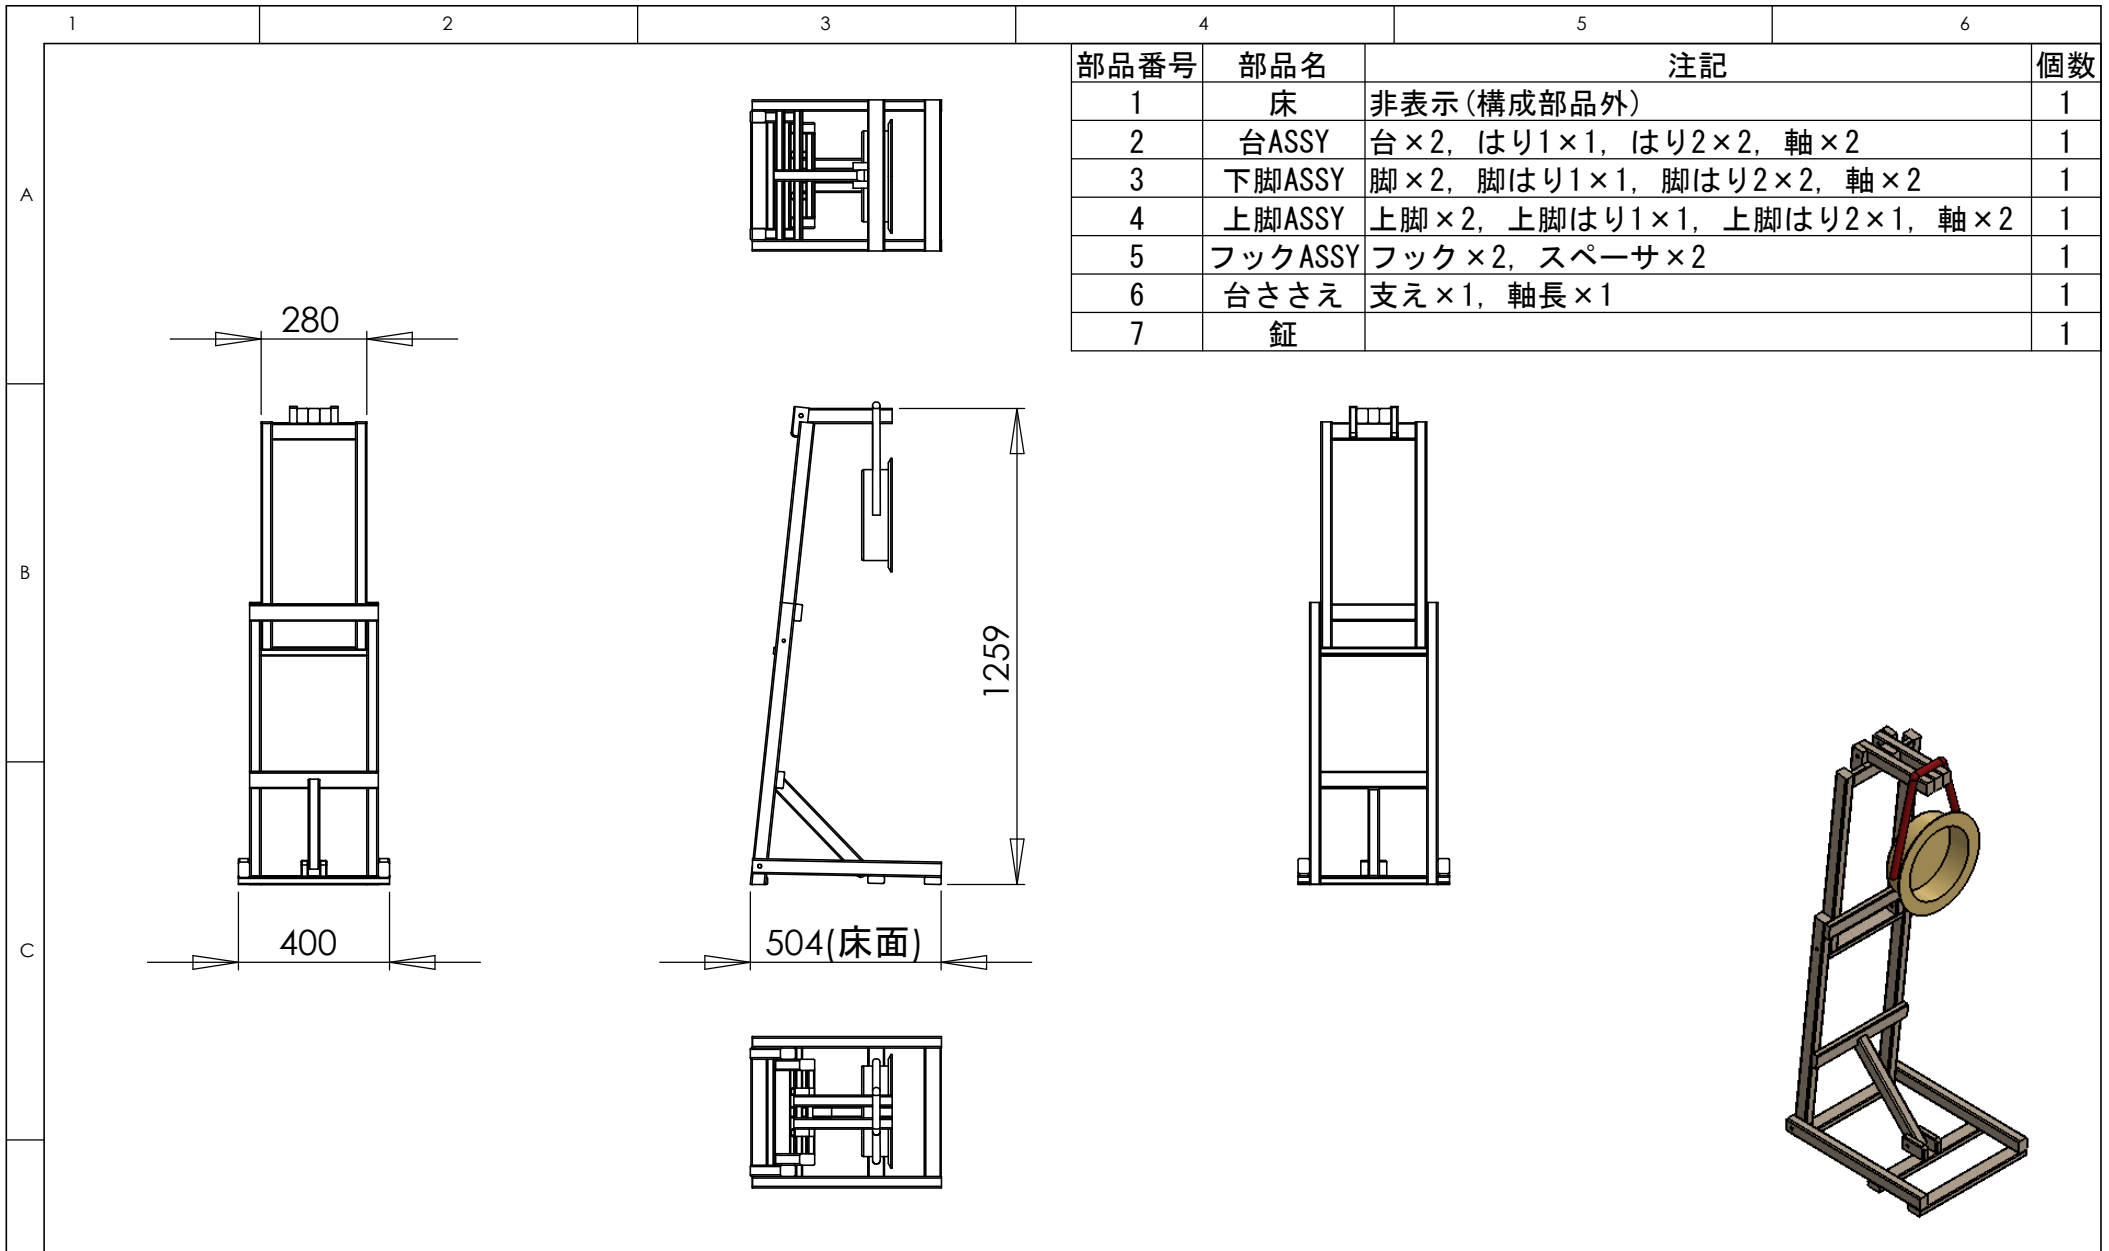 1 2 3 4 5 6
部品番号 部品名 注記 個数
1 床 非表示(構成部品外) 1
2 台ASSY 台×2, はり1×1, はり2×2, 軸×2 1
3 下脚ASSY 脚×2, 脚はり1×1, 脚はり2×2, 軸×2 1
4 上脚ASSY 上脚×2, 上脚はり1×1, 上脚はり2×1, 軸×2 1
5 フックASSY フック×2, スペーサ×2 1
6 台ささえ 支え×1, 軸長×1 1
7 鉦 1
A
280
B
1259
C
400
504(床面)